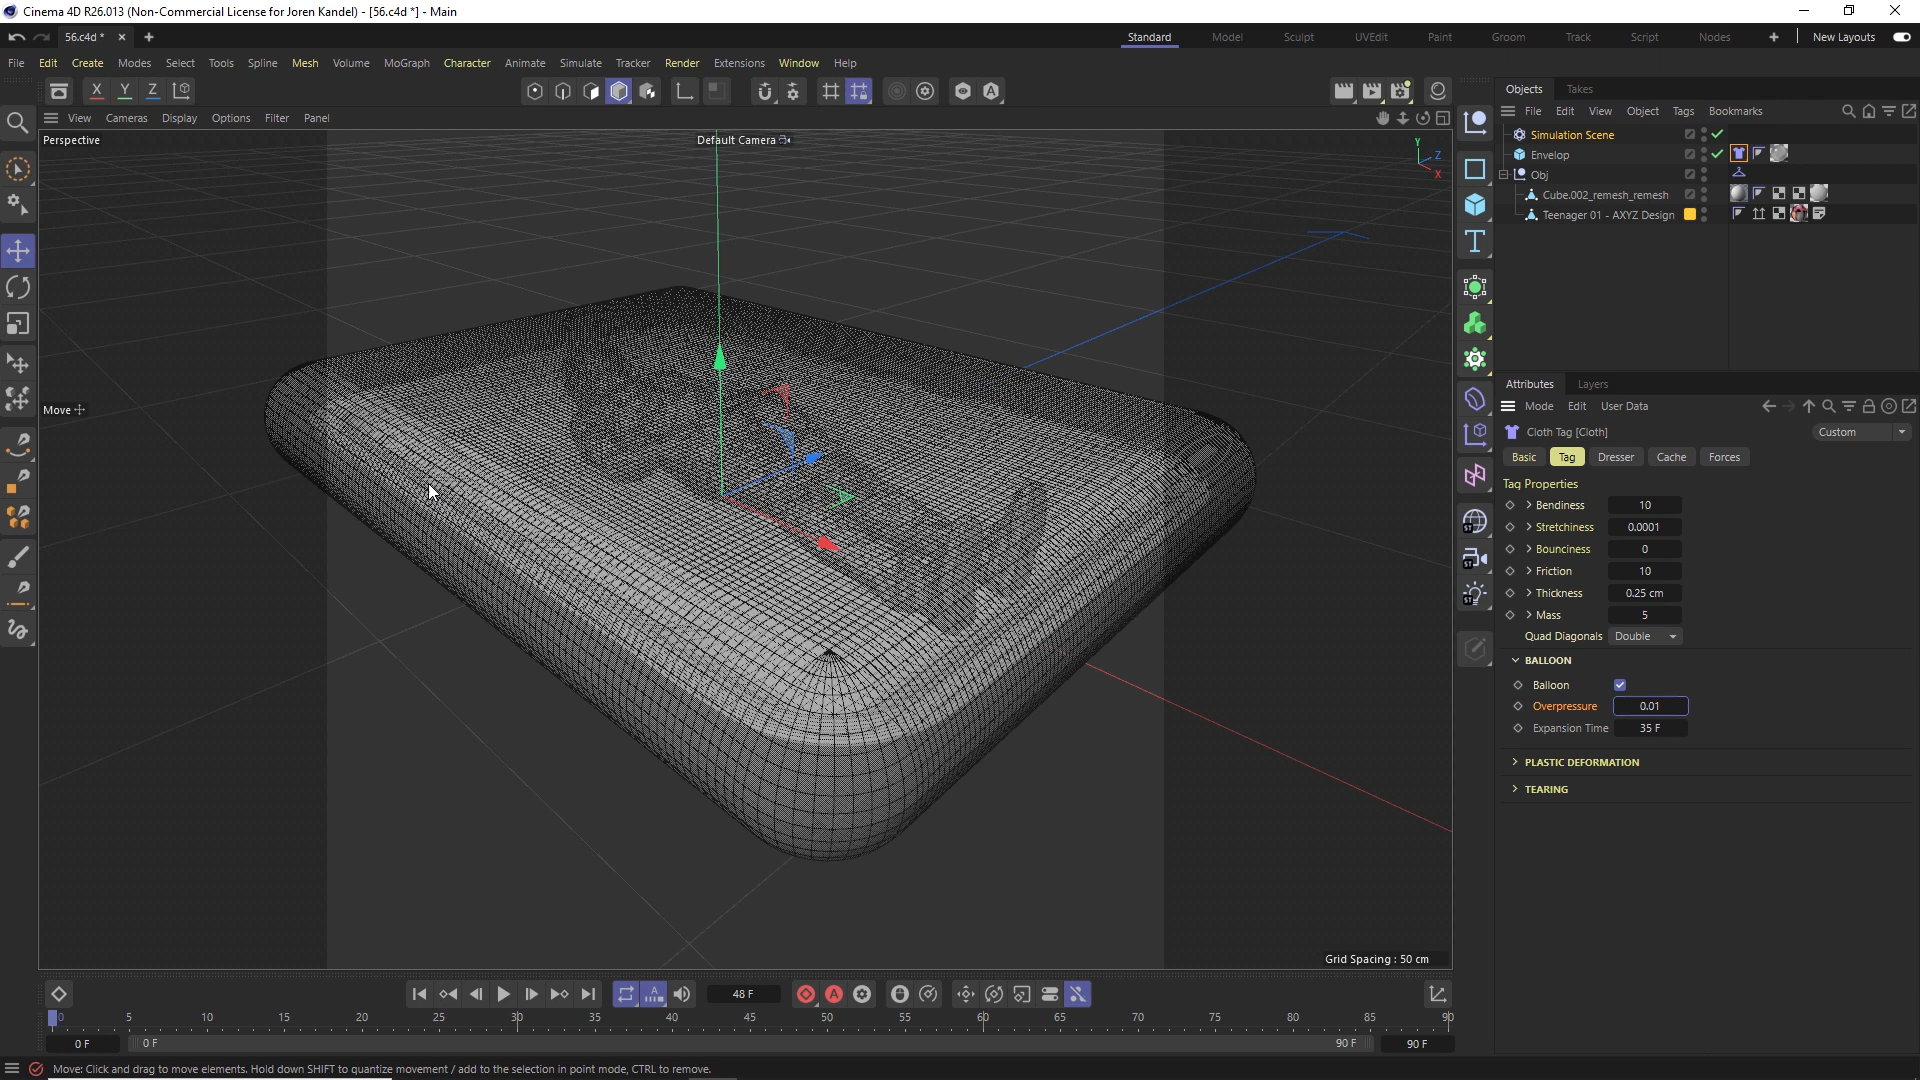 Cinema 4D R26.013 (Non-Commercial License for Joren Kandel) - [56.c4d *] - Main
56.c4d *
Standard Model Sculpt UVEdit Paint Groom Track Script Nodes New Layouts
File Edit Create Modes Select Tools Spline Mesh Volume MoGraph Character Animate Simulate Tracker Render Extensions Window Help
X Y Z
Objects Takes
File Edit View Object Tags Bookmarks
View Cameras Display Options Filter Panel
Perspective
Default Camera
Y
Z
X
Simulation Scene
Envelop
Obj
Cube.002_remesh_remesh
Teenager 01 - AXYZ Design
Move
Attributes Layers
Mode Edit User Data
Cloth Tag [Cloth]
Custom
Basic Tag Dresser Cache Forces
Tag Properties
Bendiness 10
Stretchiness 0.0001
Bounciness 0
Friction 10
Thickness 0.25 cm
Mass 5
Quad Diagonals Double
BALLOON
Balloon
Overpressure 0.01
Expansion Time 35 F
PLASTIC DEFORMATION
TEARING
Grid Spacing : 50 cm
48 F
0 5 10 15 20 25 30 35 40 45 50 55 60 65 70 75 80 85 90
0 F 0 F 90 F 90 F
Move: Click and drag to move elements. Hold down SHIFT to quantize movement / add to the selection in point mode, CTRL to remove.